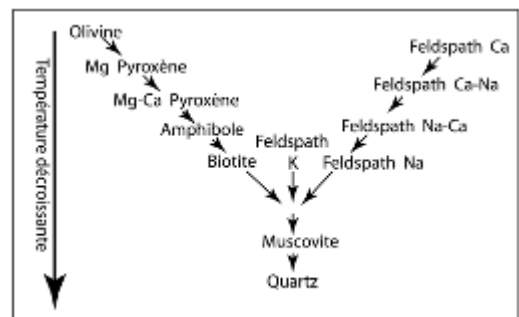 Température décroissante
Olivine
Mg Pyroxène
Mg-Ca Pyroxène
Amphibole
Biotite
Feldspath
K
Feldspath Ca
Feldspath Ca-Na
Feldspath Na-Ca
Feldspath Na
Muscovite
Quartz